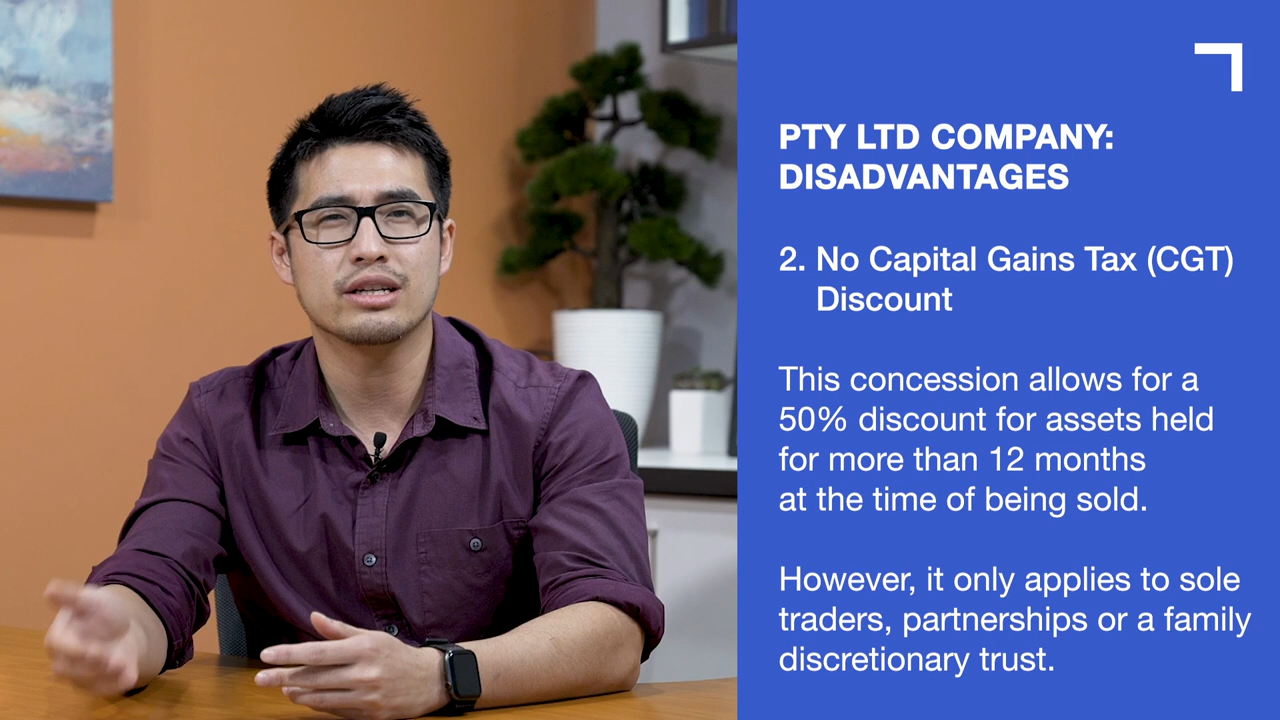 PTY LTD COMPANY:
DISADVANTAGES
2. No Capital Gains Tax (CGT)
Discount
This concession allows for a
50% discount for assets held
for more than 12 months
at the time of being sold.
However, it only applies to sole
traders, partnerships or a family
discretionary trust.